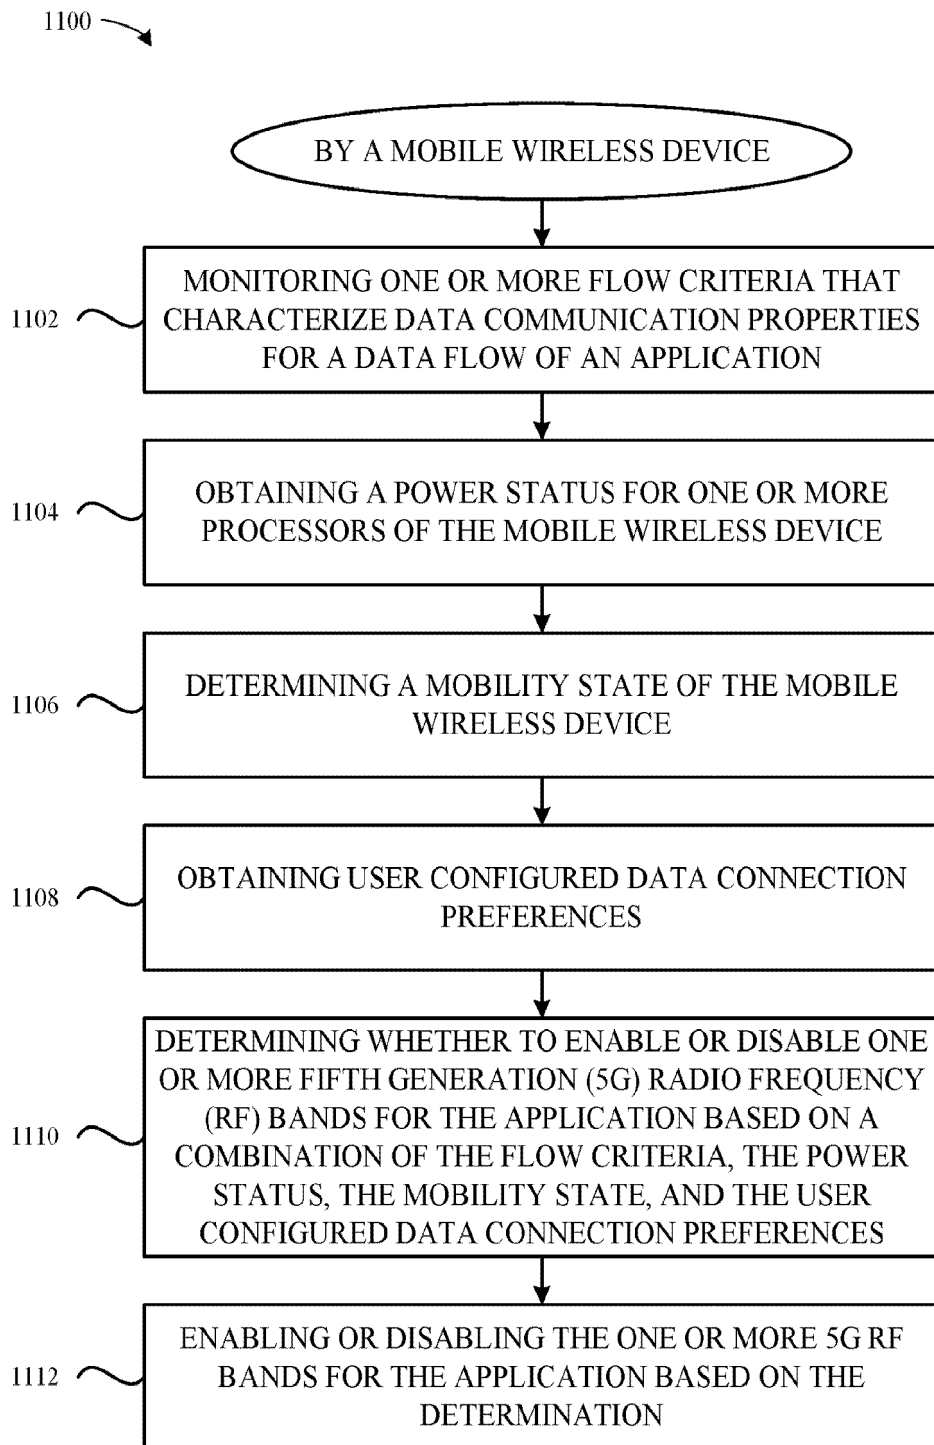 1100
BY A MOBILE WIRELESS DEVICE
1102
MONITORING ONE OR MORE FLOW CRITERIA THAT
CHARACTERIZE DATA COMMUNICATION PROPERTIES
FOR A DATA FLOW OF AN APPLICATION
1104
OBTAINING A POWER STATUS FOR ONE OR MORE
PROCESSORS OF THE MOBILE WIRELESS DEVICE
1106
DETERMINING A MOBILITY STATE OF THE MOBILE
WIRELESS DEVICE
1108
OBTAINING USER CONFIGURED DATA CONNECTION
PREFERENCES
1110
DETERMINING WHETHER TO ENABLE OR DISABLE ONE
OR MORE FIFTH GENERATION (5G) RADIO FREQUENCY
(RF) BANDS FOR THE APPLICATION BASED ON A
COMBINATION OF THE FLOW CRITERIA, THE POWER
STATUS, THE MOBILITY STATE, AND THE USER
CONFIGURED DATA CONNECTION PREFERENCES
1112
ENABLING OR DISABLING THE ONE OR MORE 5G RF
BANDS FOR THE APPLICATION BASED ON THE
DETERMINATION